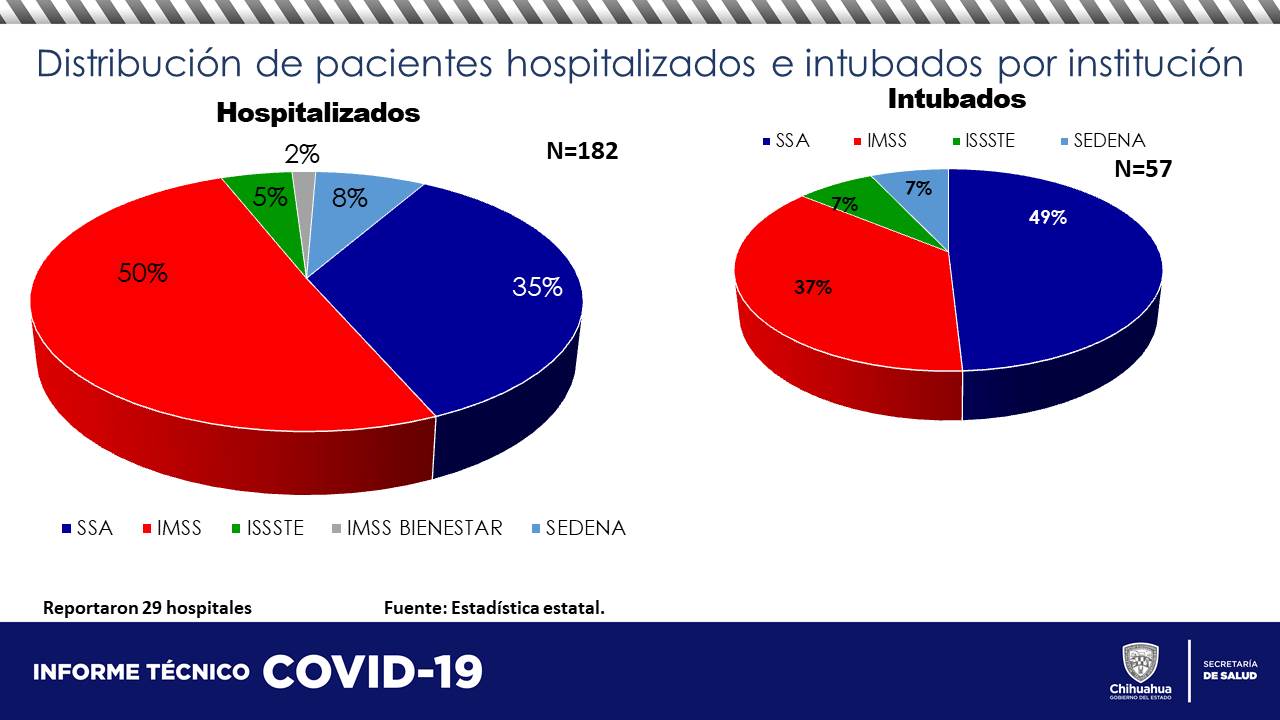 Distribución de pacientes hospitalizados e intubados por institución
Hospitalizados
N=182
2%
5%
8%
50%
35%
SSA IMSS ISSSTE IMSS BIENESTAR SEDENA
Intubados
SSA IMSS ISSSTE SEDENA
N=57
7%
7%
49%
37%
Reportaron 29 hospitales
Fuente: Estadística estatal.
INFORME TÉCNICO COVID-19
Chihuahua
GOBIERNO DEL ESTADO
SECRETARÍA
DE SALUD